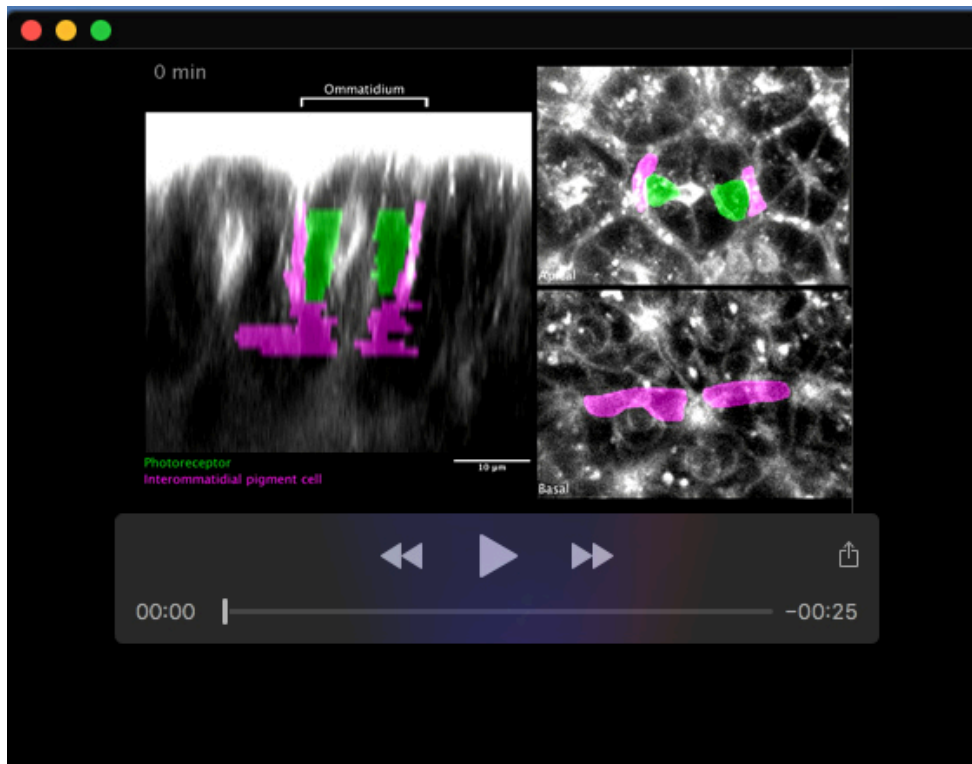 0 min
Ommatidium
Apical
Photoreceptor
Interommatidial pigment cell
10 μm
Basal
00:00
-00:25